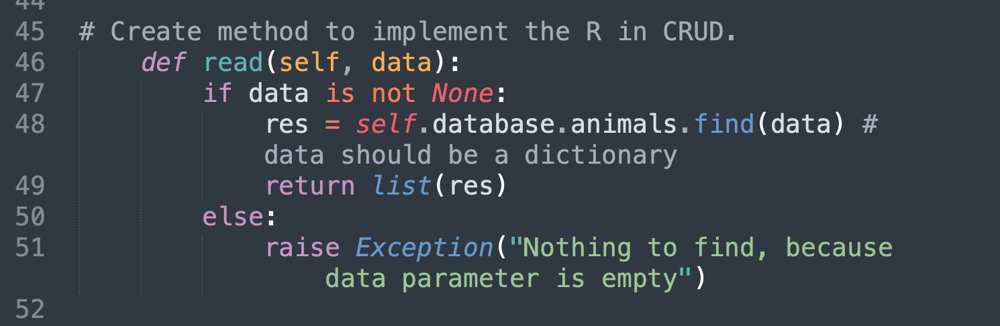 44
45 # Create method to implement the R in CRUD.
46 def read(self, data):
47 if data is not None:
48 res = self.database.animals.find(data) #
data should be a dictionary
49 return list(res)
50 else:
51 raise Exception("Nothing to find, because
data parameter is empty")
52